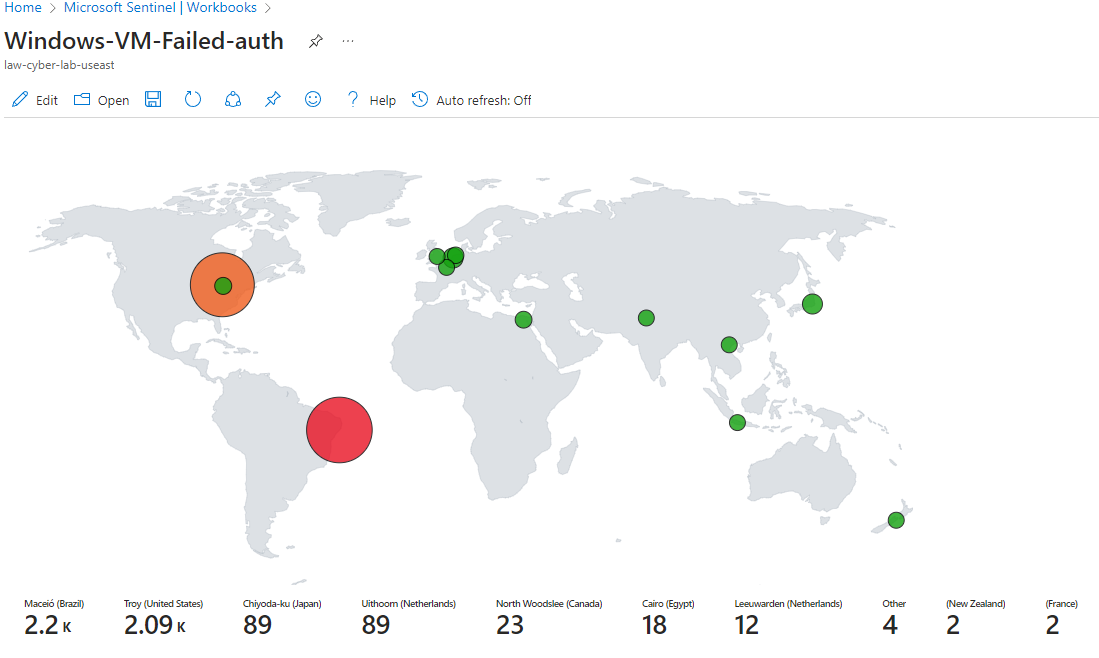 Home > Microsoft Sentinel | Workbooks >
Windows-VM-Failed-auth ...
law-cyber-lab-useast
Edit Open Help Auto refresh: Off
Maceió (Brazil) Troy (United States) Chiyoda-ku (Japan) Uithoorn (Netherlands) North Woodslee (Canada) Cairo (Egypt) Leeuwarden (Netherlands) Other (New Zealand) (France)
2.2 K 2.09 K 89 89 23 18 12 4 2 2